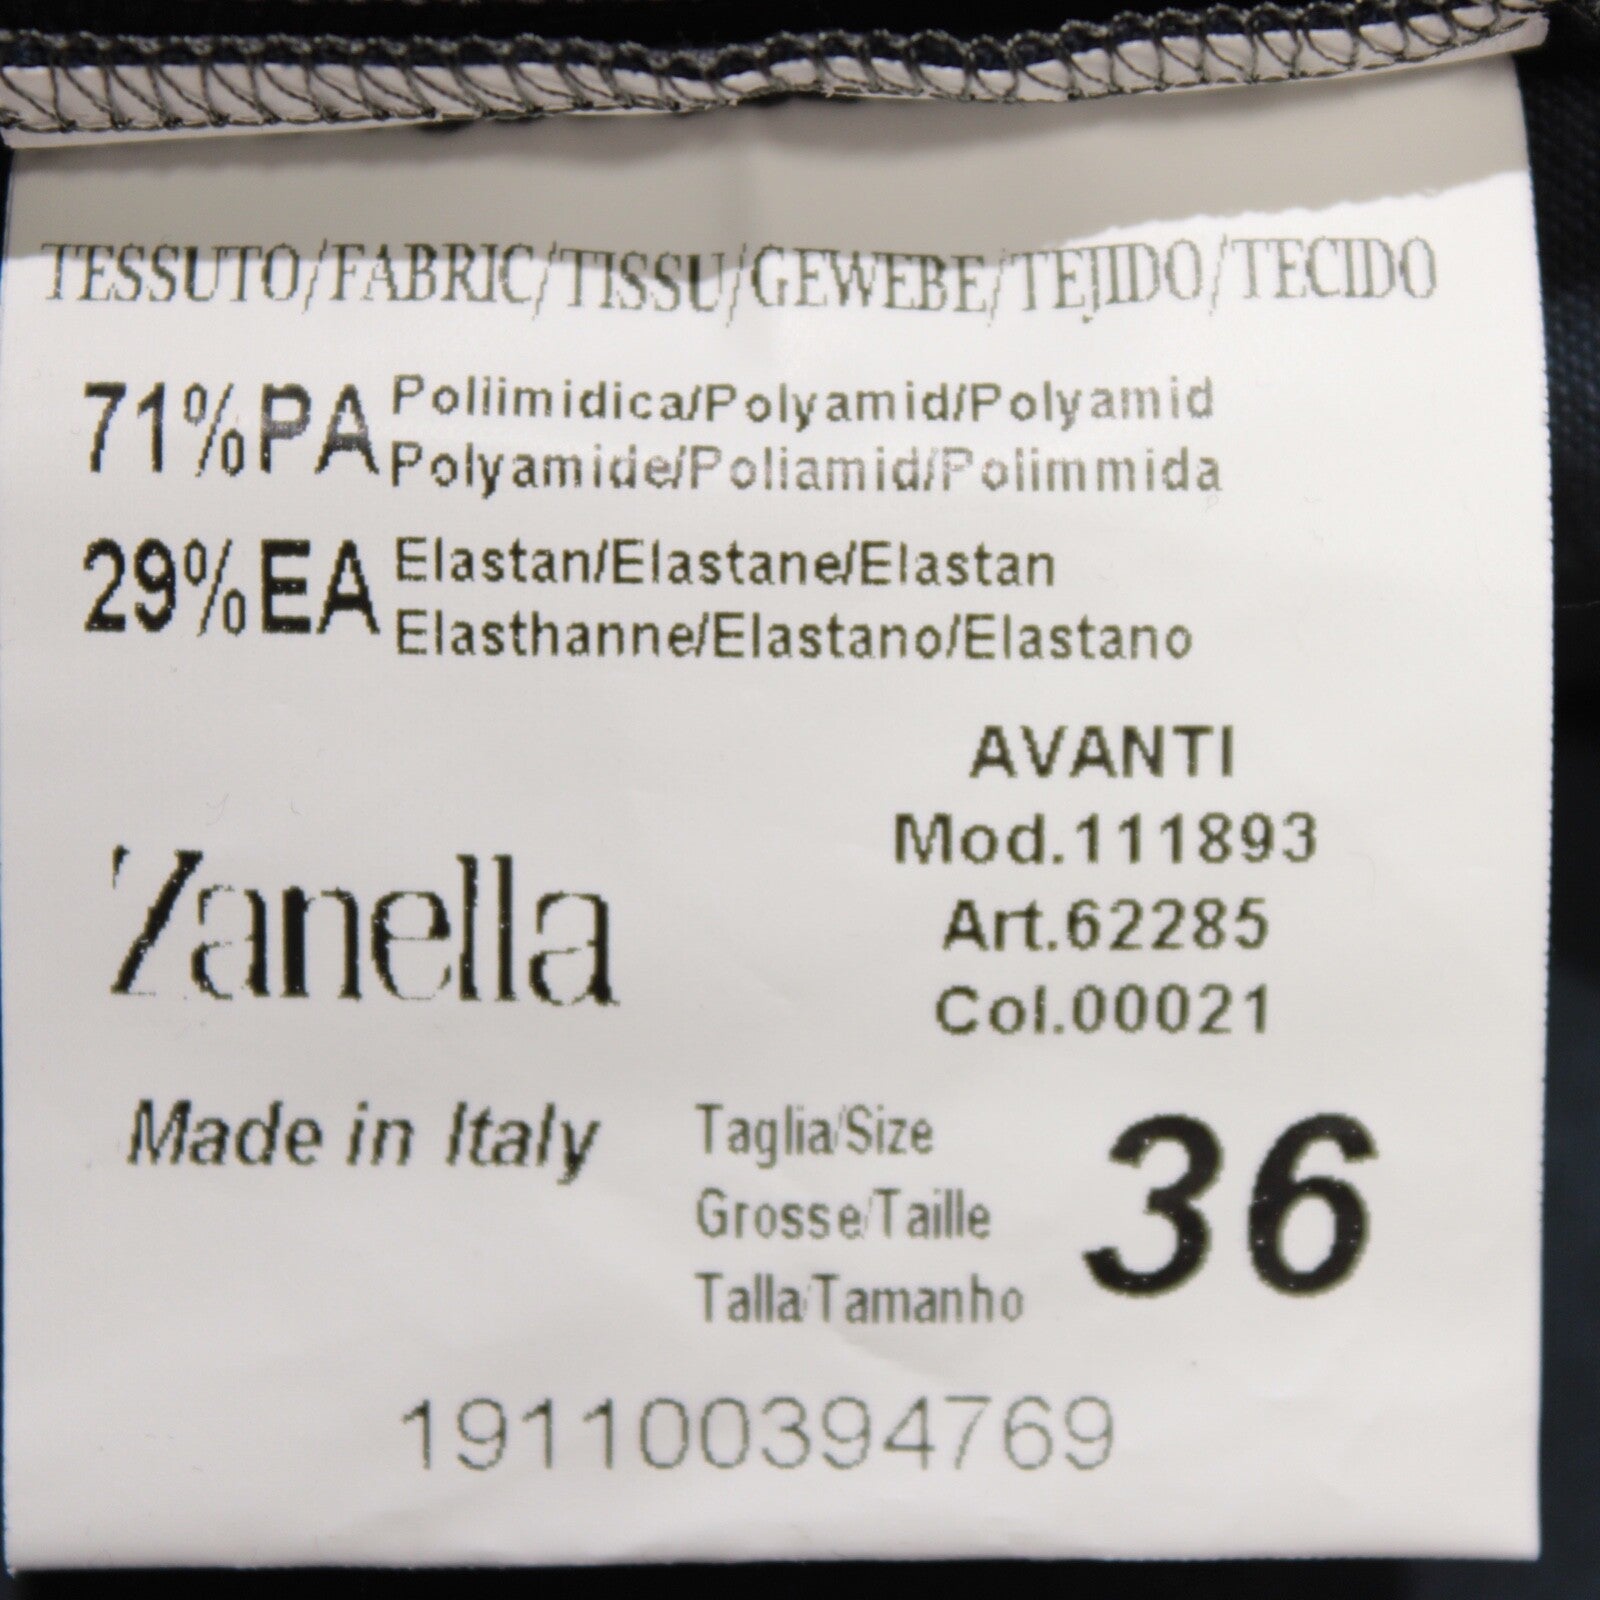 TESSUTO/FABRIC/TISSU/GEWEBE/TEJIDO/TECIDO
71%PA Poliimidica/Polyamid/Polyamid
Polyamide/Poliamid/Polimmida
29%EA Elastan/Elastane/Elastan
Elasthanne/Elastano/Elastano
AVANTI
Mod.111893
Art.62285
Col.00021
Zanella
Made in Italy
Taglia/Size
Grosse/Taille
Talla/Tamanho
36
191100394769